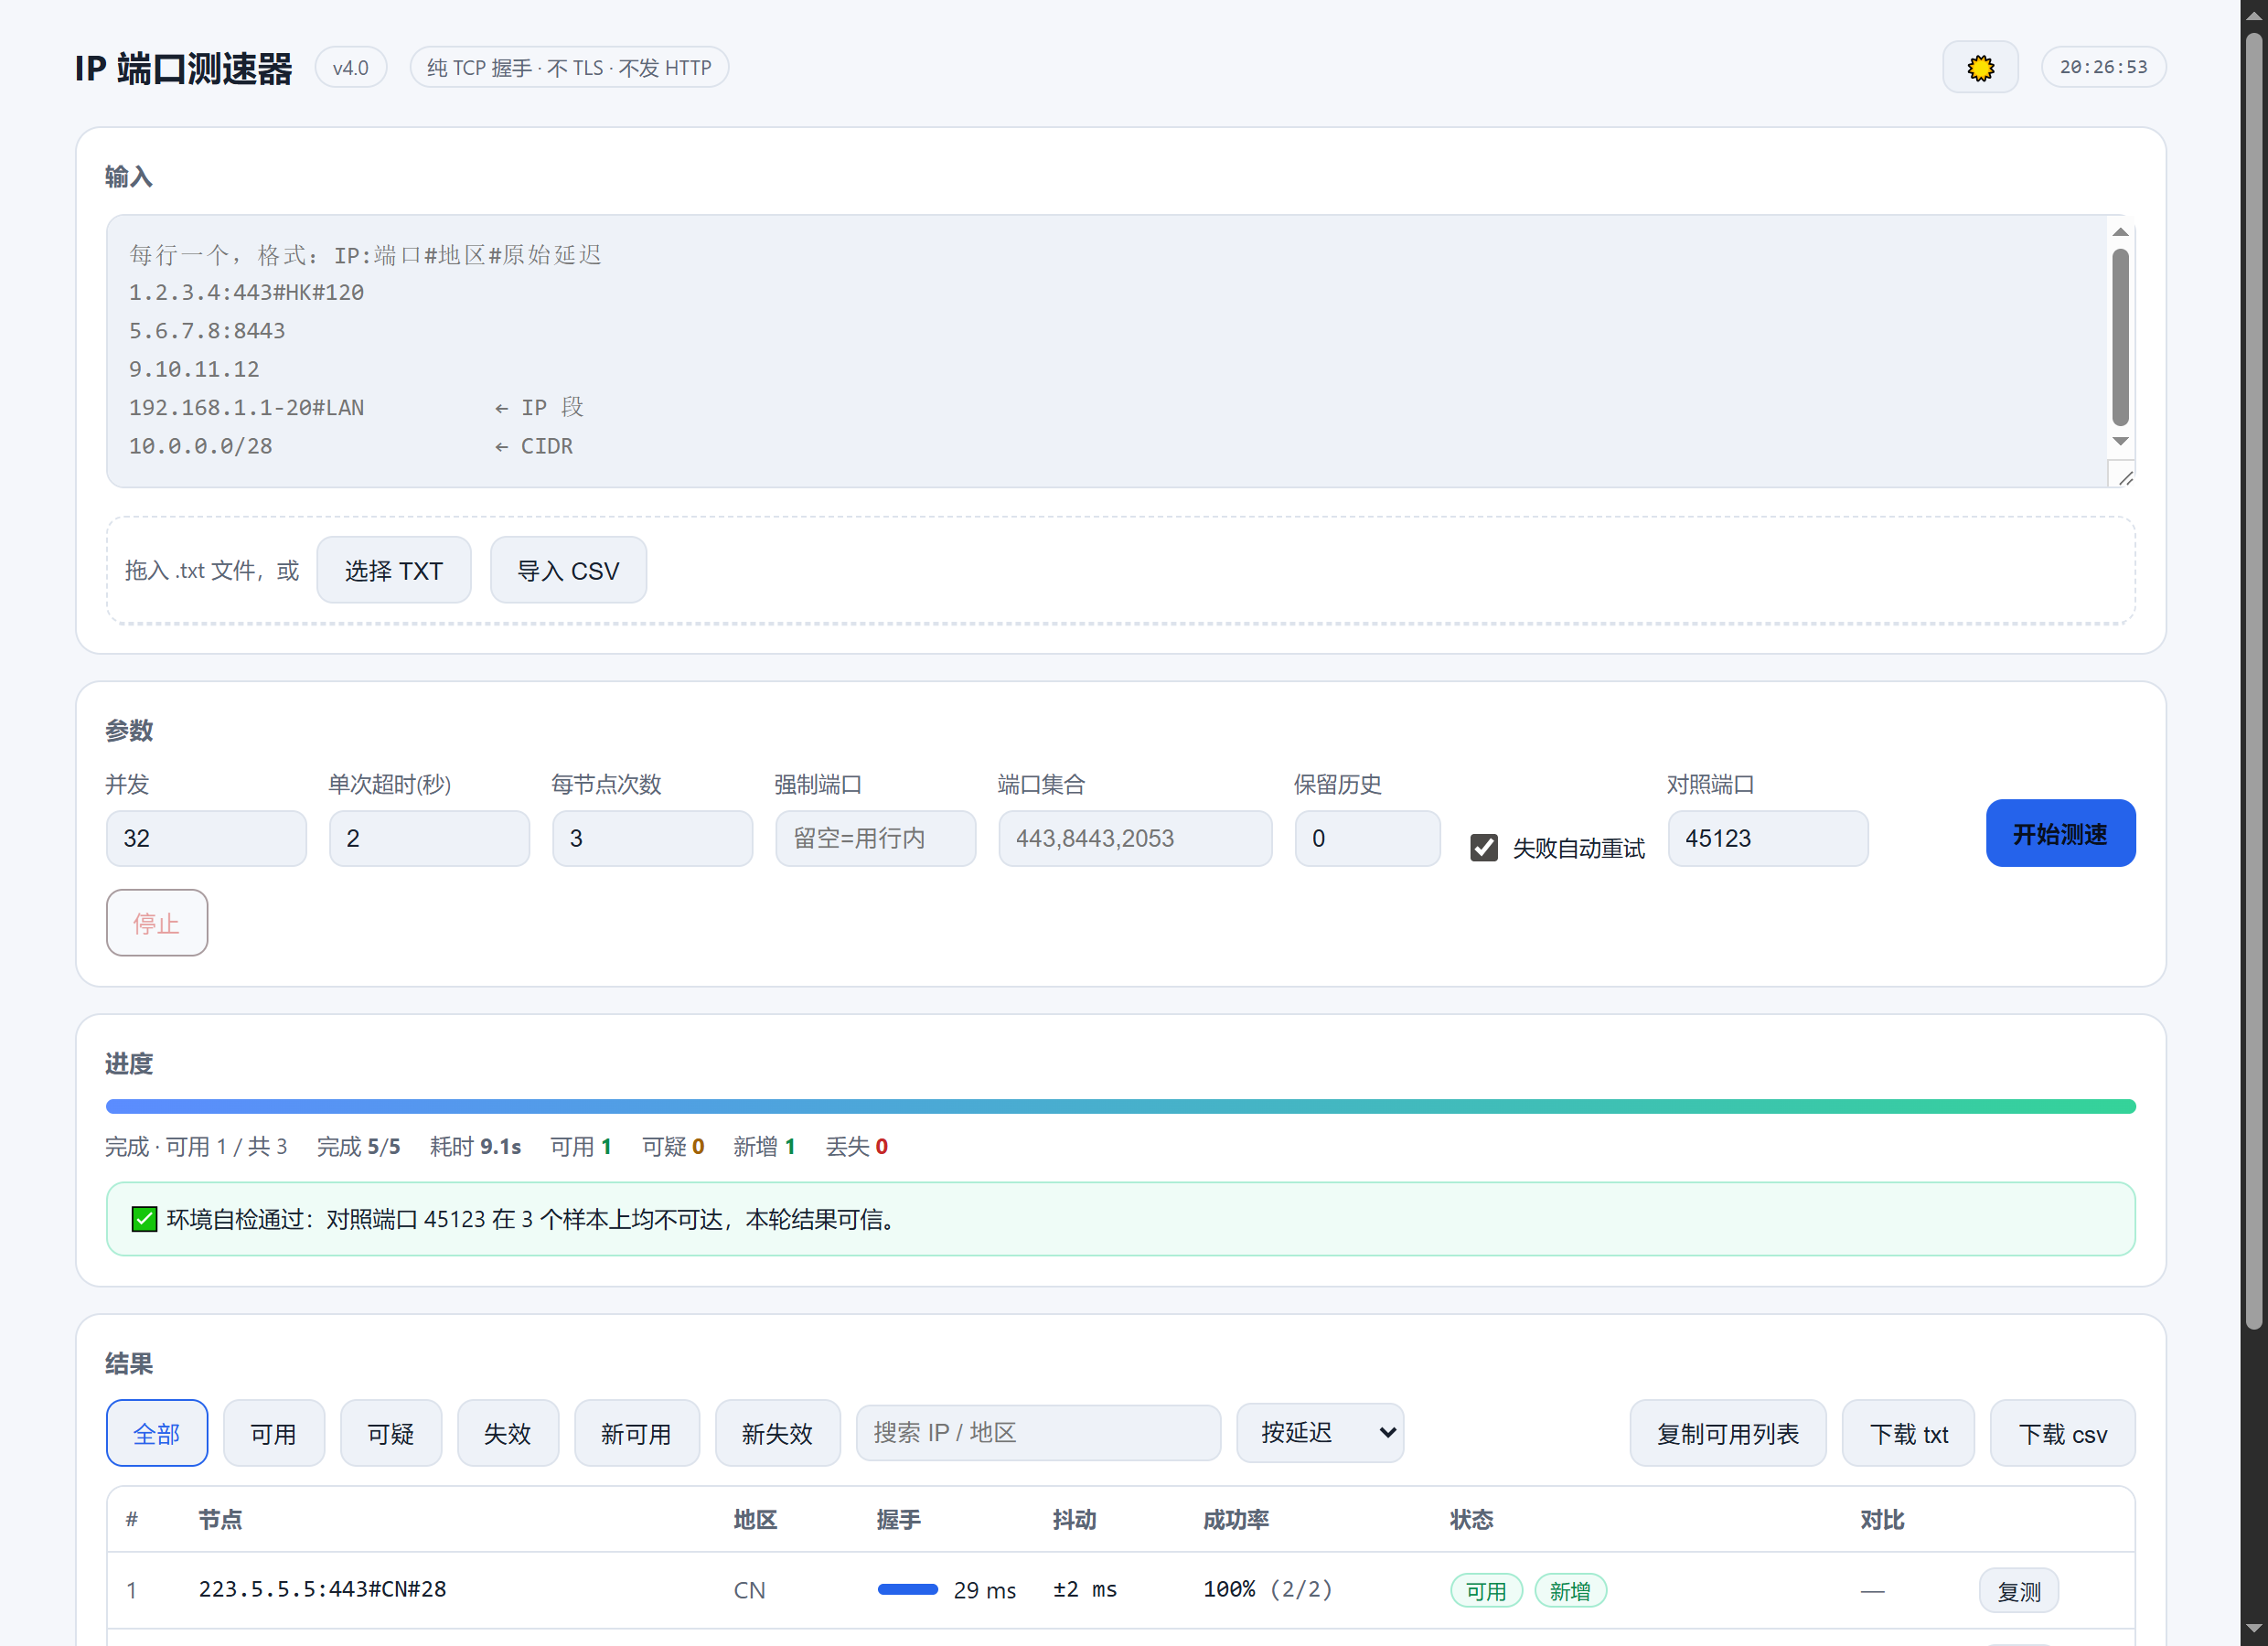 IP 端口测速器 v4.0 纯 TCP 握手 · 不 TLS · 不发 HTTP 20:26:53
输入
每行一个，格式：IP:端口#地区#原始延迟
1.2.3.4:443#HK#120
5.6.7.8:8443
9.10.11.12
192.168.1.1-20#LAN ← IP 段
10.0.0.0/28 ← CIDR
拖入 .txt 文件，或 选择 TXT 导入 CSV
参数
并发 单次超时(秒) 每节点次数 强制端口 端口集合 保留历史 对照端口
32 2 3 留空=用行内 443,8443,2053 0 失败自动重试 45123 开始测速
停止
进度
完成 · 可用 1 / 共 3 完成 5/5 耗时 9.1s 可用 1 可疑 0 新增 1 丢失 0
✅ 环境自检通过：对照端口 45123 在 3 个样本上均不可达，本轮结果可信。
结果
全部 可用 可疑 失效 新可用 新失效 搜索 IP / 地区 按延迟 复制可用列表 下载 txt 下载 csv
# 节点 地区 握手 抖动 成功率 状态 对比
1 223.5.5.5:443#CN#28 CN 29 ms ±2 ms 100% (2/2) 可用 新增 — 复测